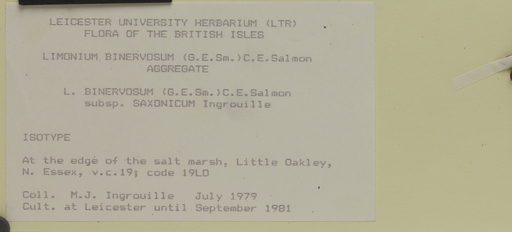 LEICESTER UNIVERSITY HERBARIUM (LTR)
FLORA OF THE BRITISH ISLES
LIMONIUM BINERVOSUM (G.E.Sm.)C.E.Salmon
AGGREGATE
L. BINERVOSUM (G.E.Sm.)C.E.Salmon
subsp. SAXONICUM Ingrouille
ISOTYPE
At the edge of the salt marsh, Little Oakley,
N. Essex, v.c.19; code 19LO
Coll. M.J. Ingrouille July 1979
Cult. at Leicester until September 1981